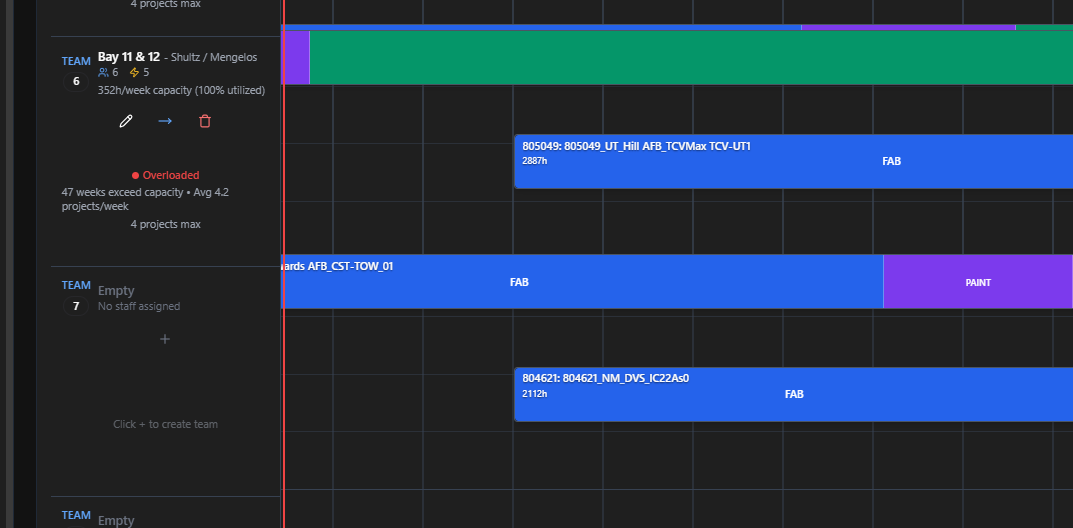 4 projects max
TEAM
6
Bay 11 & 12 - Shultz / Mengelos
6 5
352h/week capacity (100% utilized)
Overloaded
47 weeks exceed capacity • Avg 4.2
projects/week
4 projects max
805049: 805049_UT_Hill AFB_TCVMax TCV-UT1
2887h
FAB
ards AFB_CST-TOW_01
FAB
PAINT
TEAM
7
Empty
No staff assigned
+
Click + to create team
804621: 804621_NM_DVS_IC22As0
2112h
FAB
TEAM
Empty